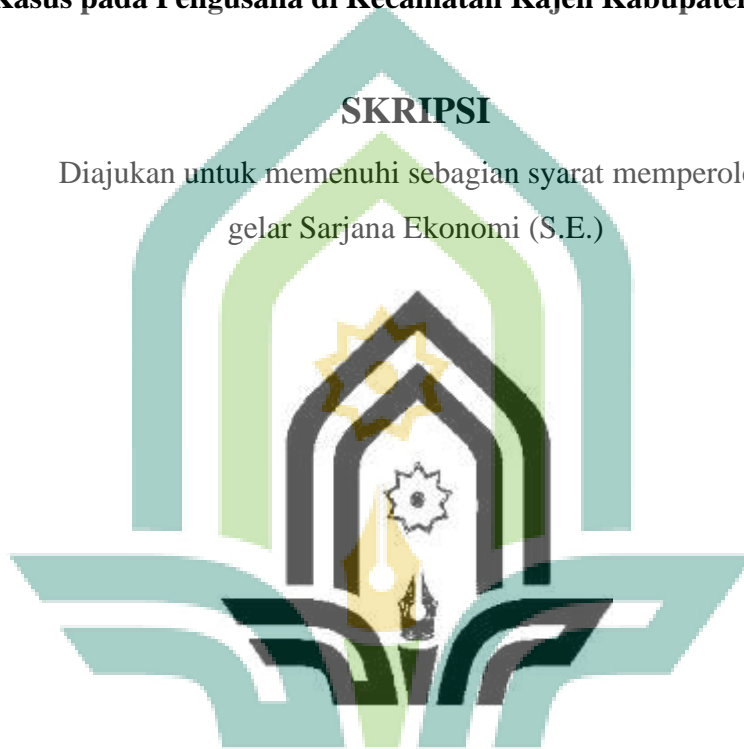 Kasus pada Pengusaha di Kecamatan Kajen Kabupaten
SKRIPSI
Diajukan untuk memenuhi sebagian syarat memperole
gelar Sarjana Ekonomi (S.E.)